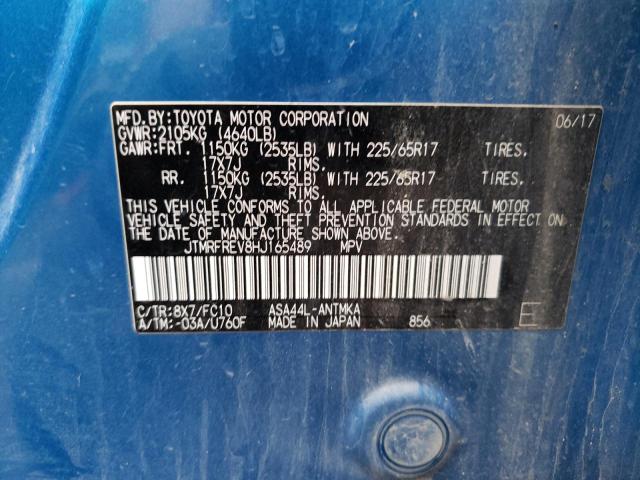 MFD.BY:TOYOTA MOTOR CORPORATION 06/17
GVWR:2105KG (4640LB)
GAWR:FRT. 1150KG (2535LB) WITH 225/65R17 TIRES,
17X7J RIMS.
RR. 1150KG (2535LB) WITH 225/65R17 TIRES,
17X7J RIMS.
THIS VEHICLE CONFORMS TO ALL APPLICABLE FEDERAL MOTOR
VEHICLE SAFETY AND THEFT PREVENTION STANDARDS IN EFFECT ON
THE DATE OF MANUFACTURE SHOWN ABOVE.
JTMRFREV8HJ165489 MPV
C/TR:8X7/FC10 ASA44L-ANTMKA
A/TM:-03A/U760F MADE IN JAPAN 856 E